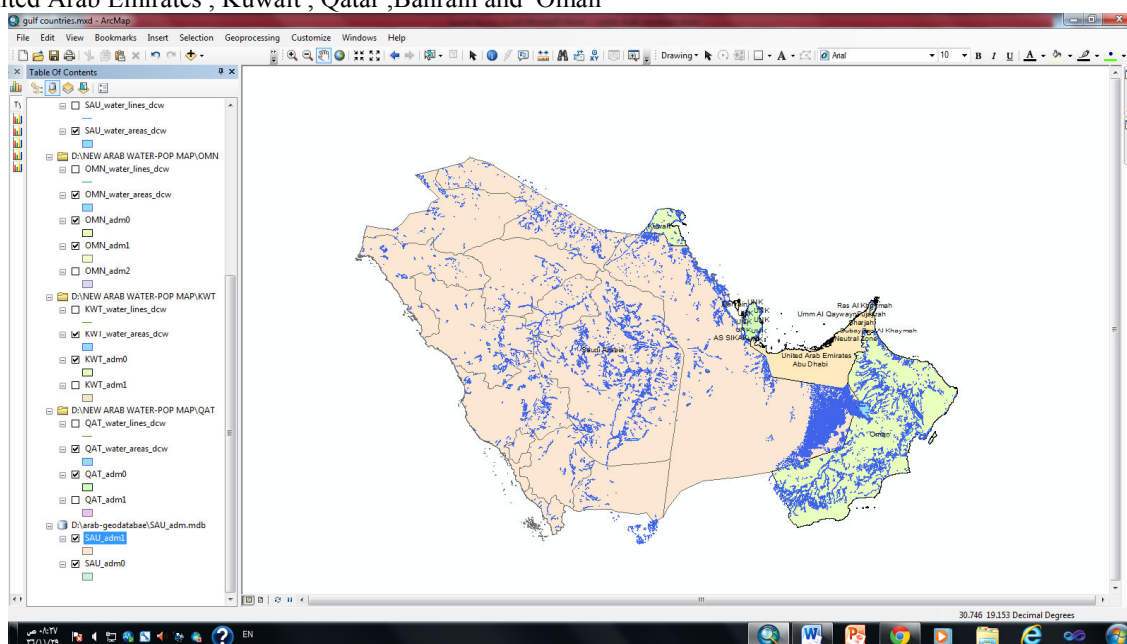 ited Arab Emirates , Kuwait , Qatar ,Bahrain and Oman
gulf countries.mxd - ArcMap
File Edit View Bookmarks Insert Selection Geoprocessing Customize Windows Help
Drawing
Arial
10
B I U A
Table Of Contents
SAU_water_lines_dcw
SAU_water_areas_dcw
D:\NEW ARAB WATER-POP MAP\OMN
OMN_water_lines_dcw
OMN_water_areas_dcw
OMN_adm0
OMN_adm1
OMN_adm2
D:\NEW ARAB WATER-POP MAP\KWT
KWT_water_lines_dcw
KWT_water_areas_dcw
KWT_adm0
KWT_adm1
D:\NEW ARAB WATER-POP MAP\QAT
QAT_water_lines_dcw
QAT_water_areas_dcw
QAT_adm0
QAT_adm1
D:\arab-geodatabae\SAU_adm.mdb
SAU_adm1
SAU_adm0
Kuwait
Saudi Arabia
Ras Al Khaymah
Umm Al Qaywayn
Sharjah
Neutral Zone
United Arab Emirates
Abu Dhabi
Oman
30.746 19.153 Decimal Degrees
EN